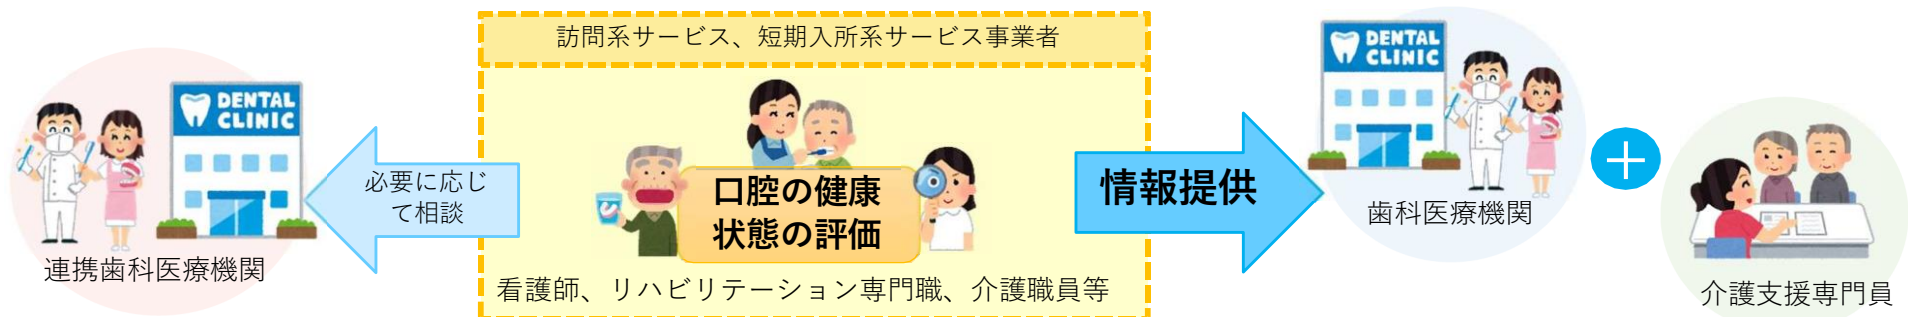 訪問系サービス、短期入所系サービス事業者
DENTAL
CLINIC
連携歯科医療機関
必要に応じ
て相談
口腔の健康
状態の評価
看護師、リハビリテーション専門職、介護職員等
情報提供
DENTAL
CLINIC
歯科医療機関
＋
介護支援専門員